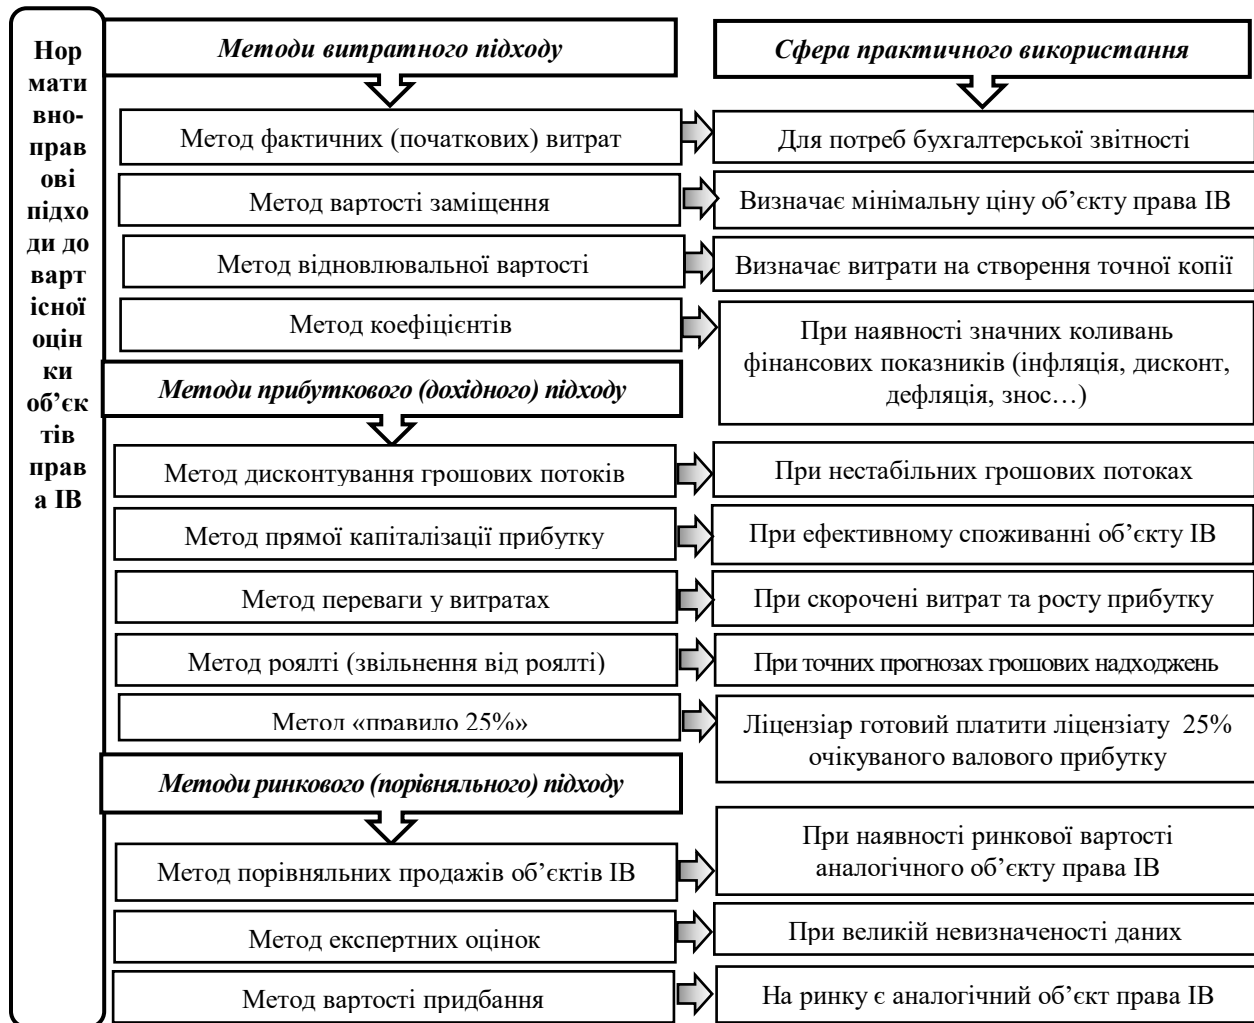 Нор
мати
вно-
прав
ові
підхо
ди до
варт
існої
оцін
ки
об’єк
тів
прав
а ІВ
Методи витратного підходу
Сфера практичного використання
Метод фактичних (початкових) витрат
Для потреб бухгалтерської звітності
Метод вартості заміщення
Визначає мінімальну ціну об’єкту права ІВ
Метод відновлювальної вартості
Визначає витрати на створення точної копії
Метод коефіцієнтів
При наявності значних коливань
фінансових показників (інфляція, дисконт,
дефляція, знос…)
Методи прибуткового (дохідного) підходу
Метод дисконтування грошових потоків
При нестабільних грошових потоках
Метод прямої капіталізації прибутку
При ефективному споживанні об’єкту ІВ
Метод переваги у витратах
При скорочені витрат та росту прибутку
Метод роялті (звільнення від роялті)
При точних прогнозах грошових надходжень
Метод «правило 25%»
Ліцензіар готовий платити ліцензіату 25%
очікуваного валового прибутку
Методи ринкового (порівняльного) підходу
Метод порівняльних продажів об’єктів ІВ
При наявності ринкової вартості
аналогічного об’єкту права ІВ
Метод експертних оцінок
При великій невизначеності даних
Метод вартості придбання
На ринку є аналогічний об’єкт права ІВ